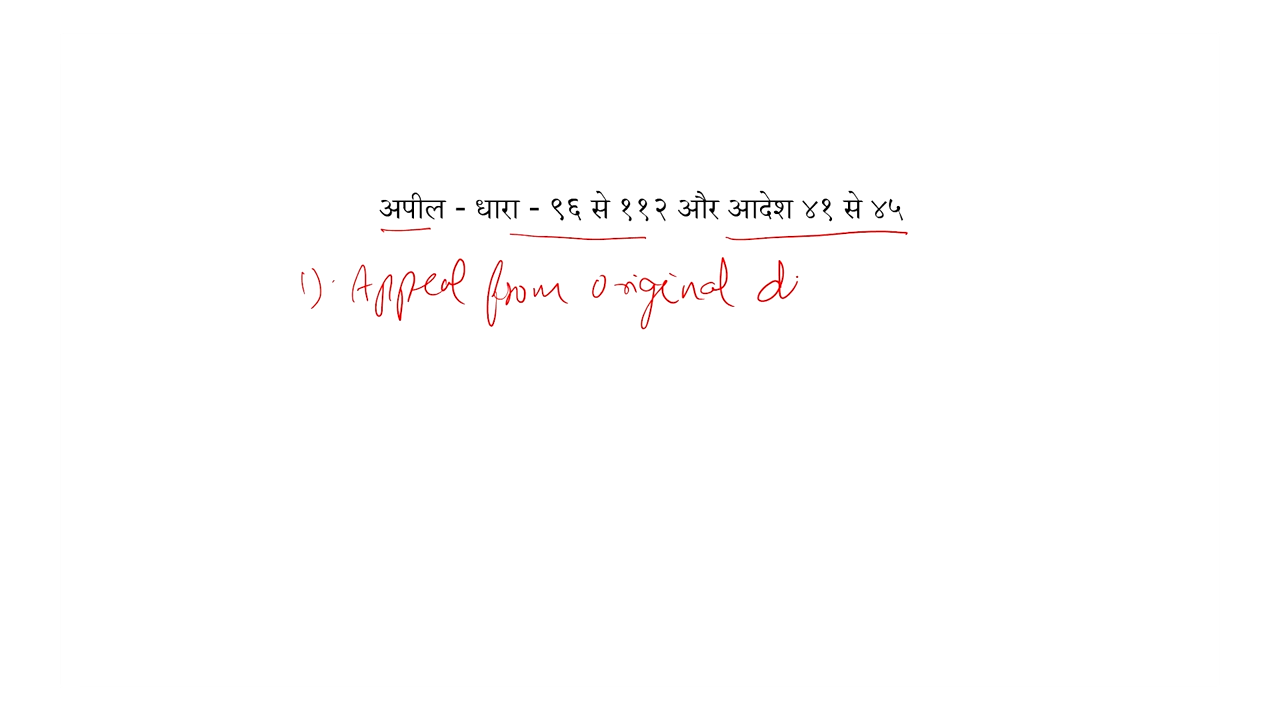 अपील - धारा - ९६ से ११२ और आदेश ४१ से ४५
1). Appeal from original d